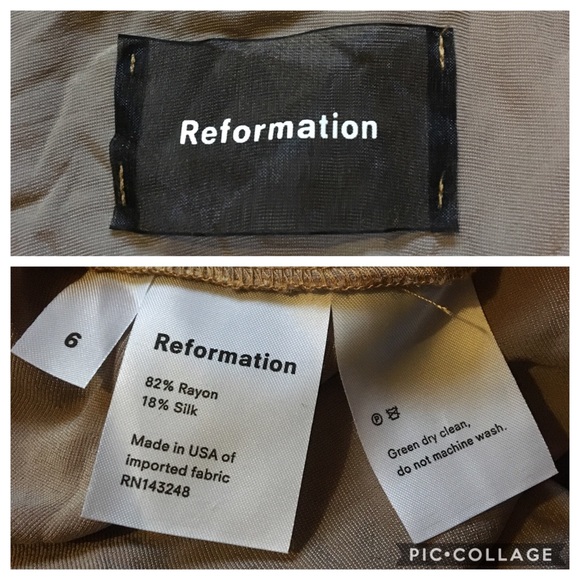 Reformation
6
Reformation
82% Rayon
18% Silk
Made in USA of
imported fabric
RN143248
Green dry clean,
do not machine wash.
PIC•COLLAGE